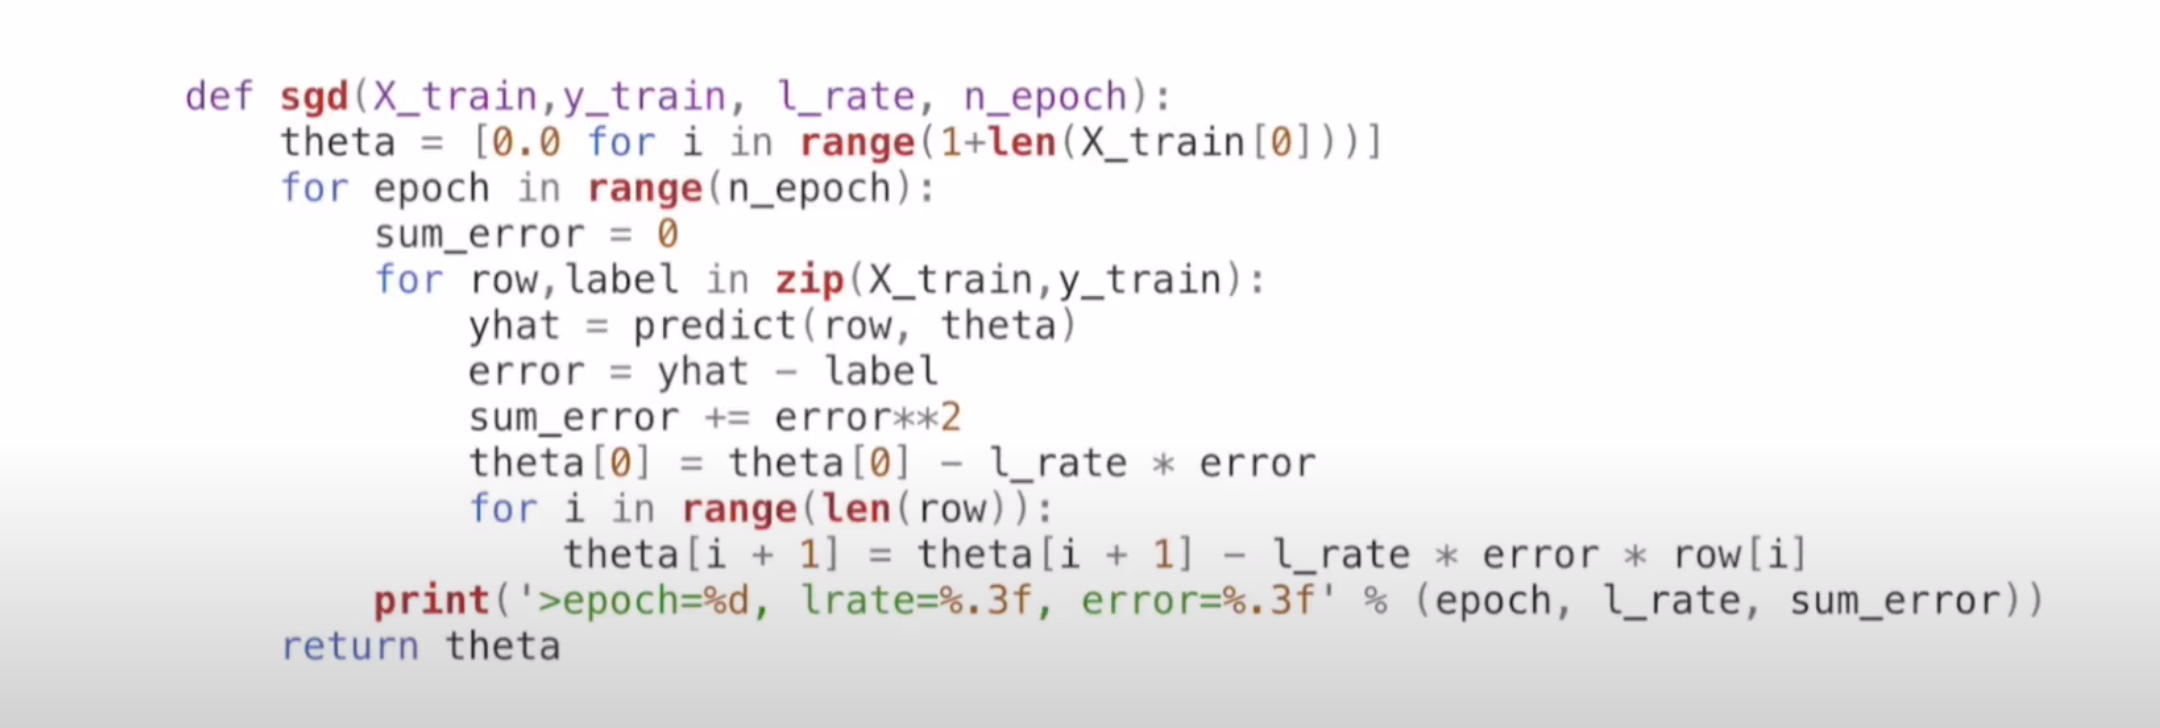 def sgd(X_train,y_train, l_rate, n_epoch):
    theta = [0.0 for i in range(1+len(X_train[0]))]
    for epoch in range(n_epoch):
        sum_error = 0
        for row,label in zip(X_train,y_train):
            yhat = predict(row, theta)
            error = yhat - label
            sum_error += error**2
            theta[0] = theta[0] - l_rate * error
            for i in range(len(row)):
                theta[i + 1] = theta[i + 1] - l_rate * error * row[i]
        print('>epoch=%d, lrate=%.3f, error=%.3f' % (epoch, l_rate, sum_error))
    return theta